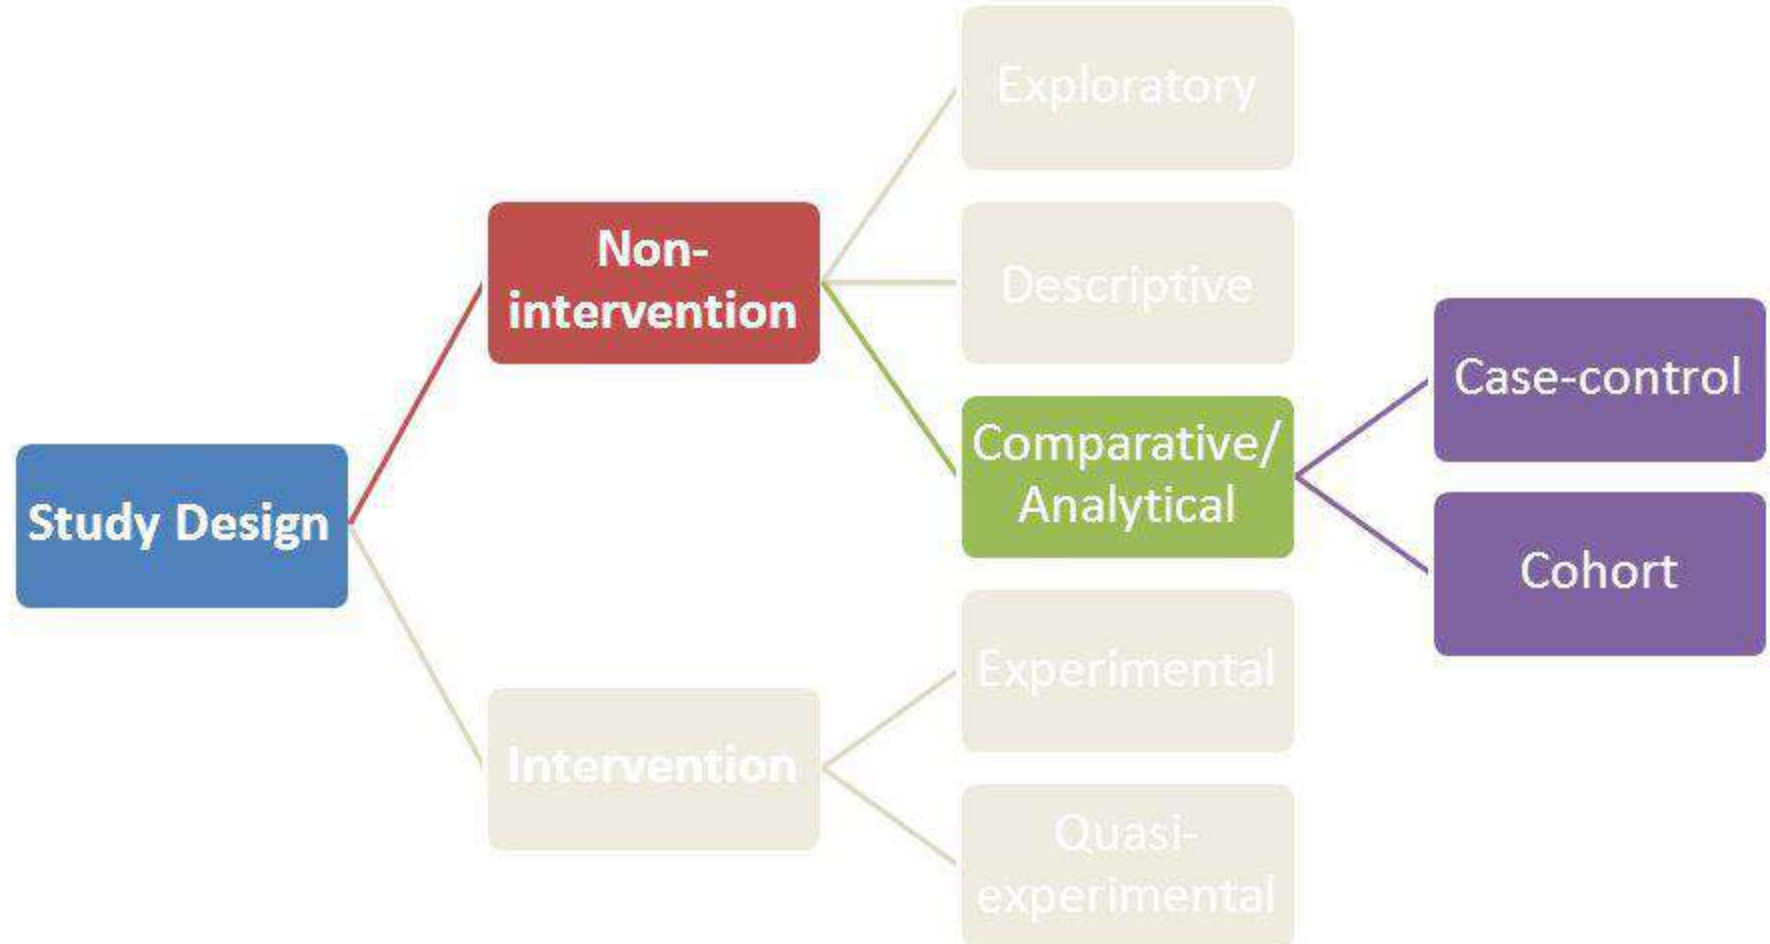 Study Design
Non-
intervention
Intervention
Exploratory
Descriptive
Comparative/
Analytical
Experimental
Quasi-
experimental
Case-control
Cohort